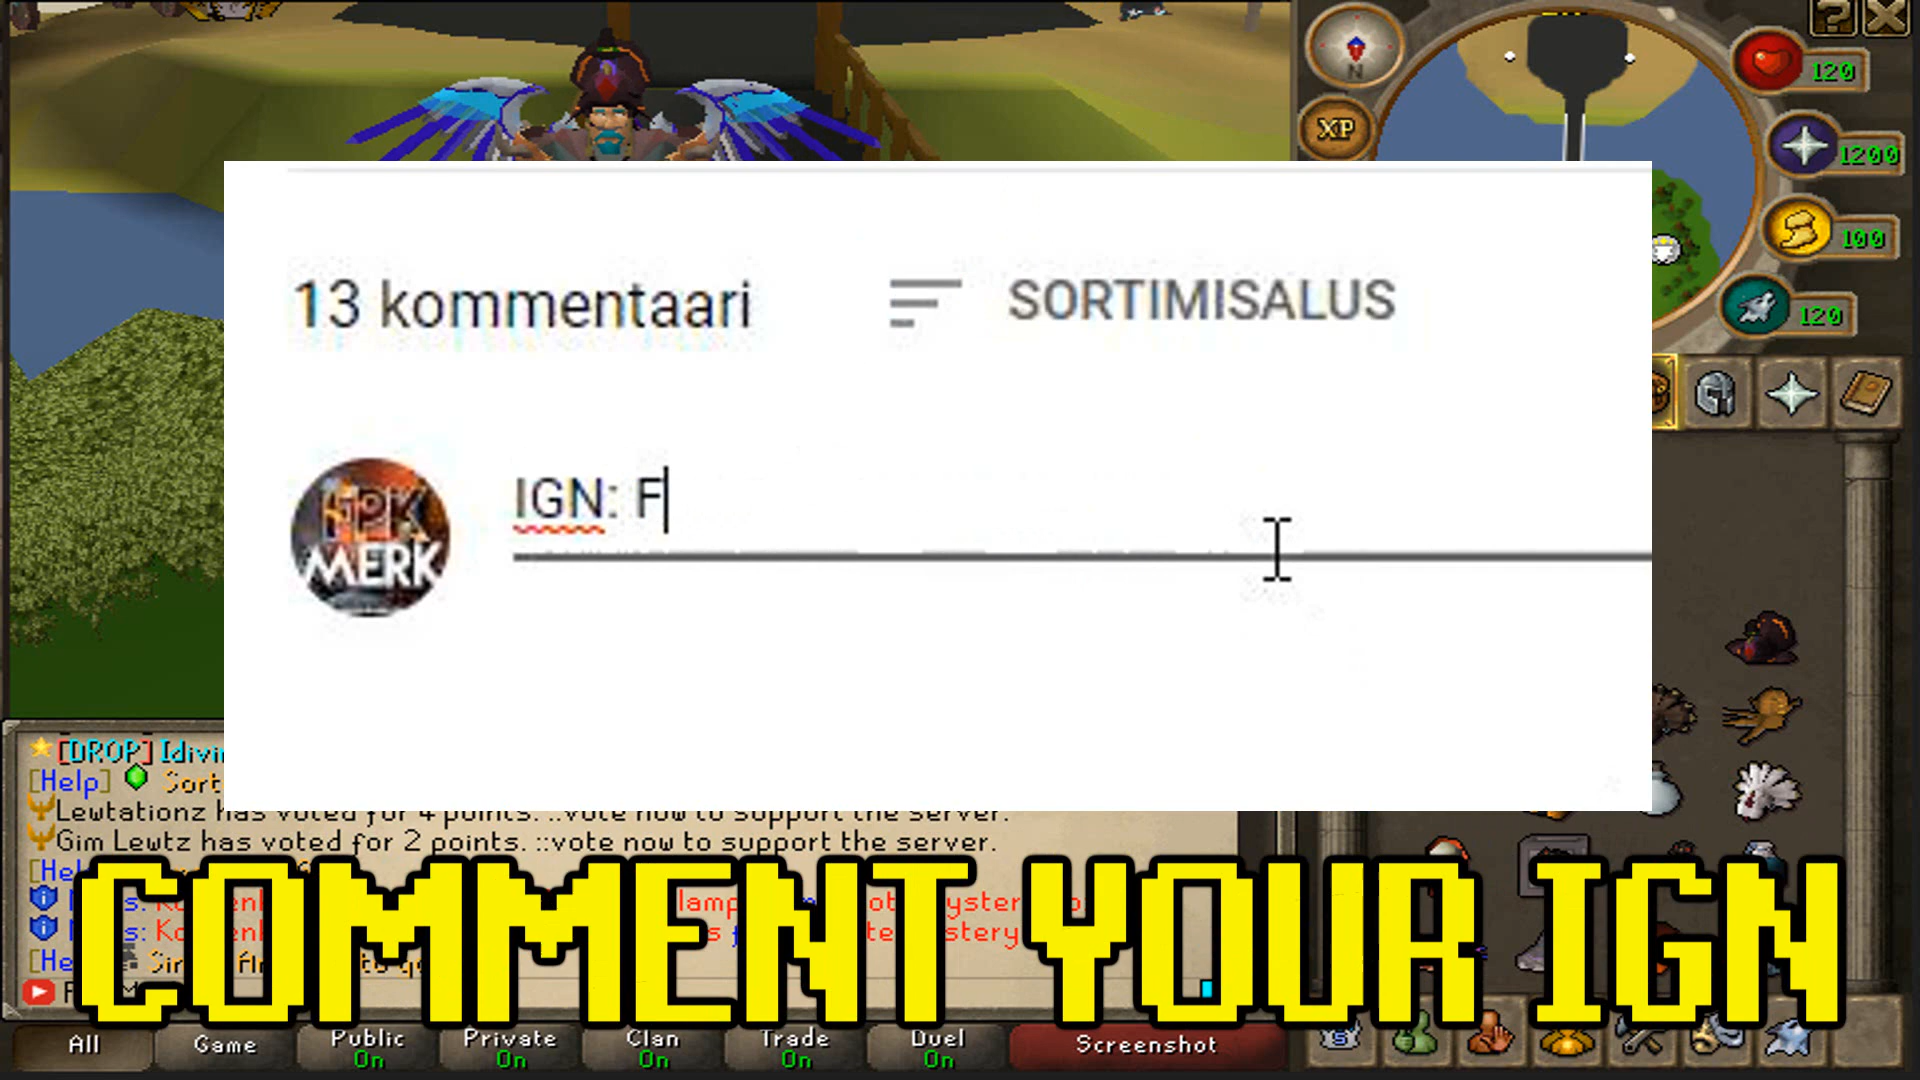 N
XP
120
1200
100
120
13 kommentaari
SORTIMISALUS
FPK
MERK
IGN: F
[DROP]
[Help] Sort
Lewtationz has voted for 4 points. ::vote now to support the server.
Gim Lewtz has voted for 2 points. ::vote now to support the server.
COMMENT YOUR IGN
All
Game
Public
On
Private
On
Clan
On
Trade
On
Duel
On
Screenshot